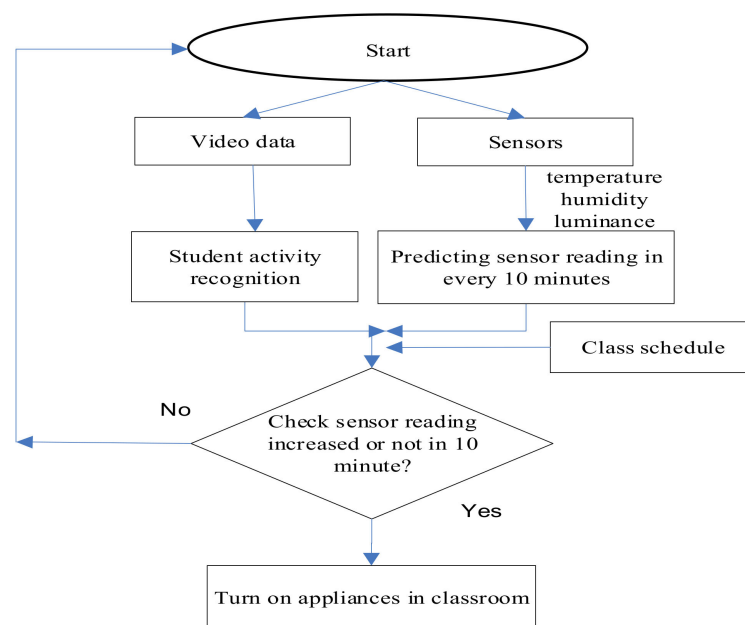 Start
Video data
Sensors
temperature
humidity
luminance
Student activity
recognition
Predicting sensor reading in
every 10 minutes
Class schedule
No
Check sensor reading
increased or not in 10
minute?
Yes
Turn on appliances in classroom